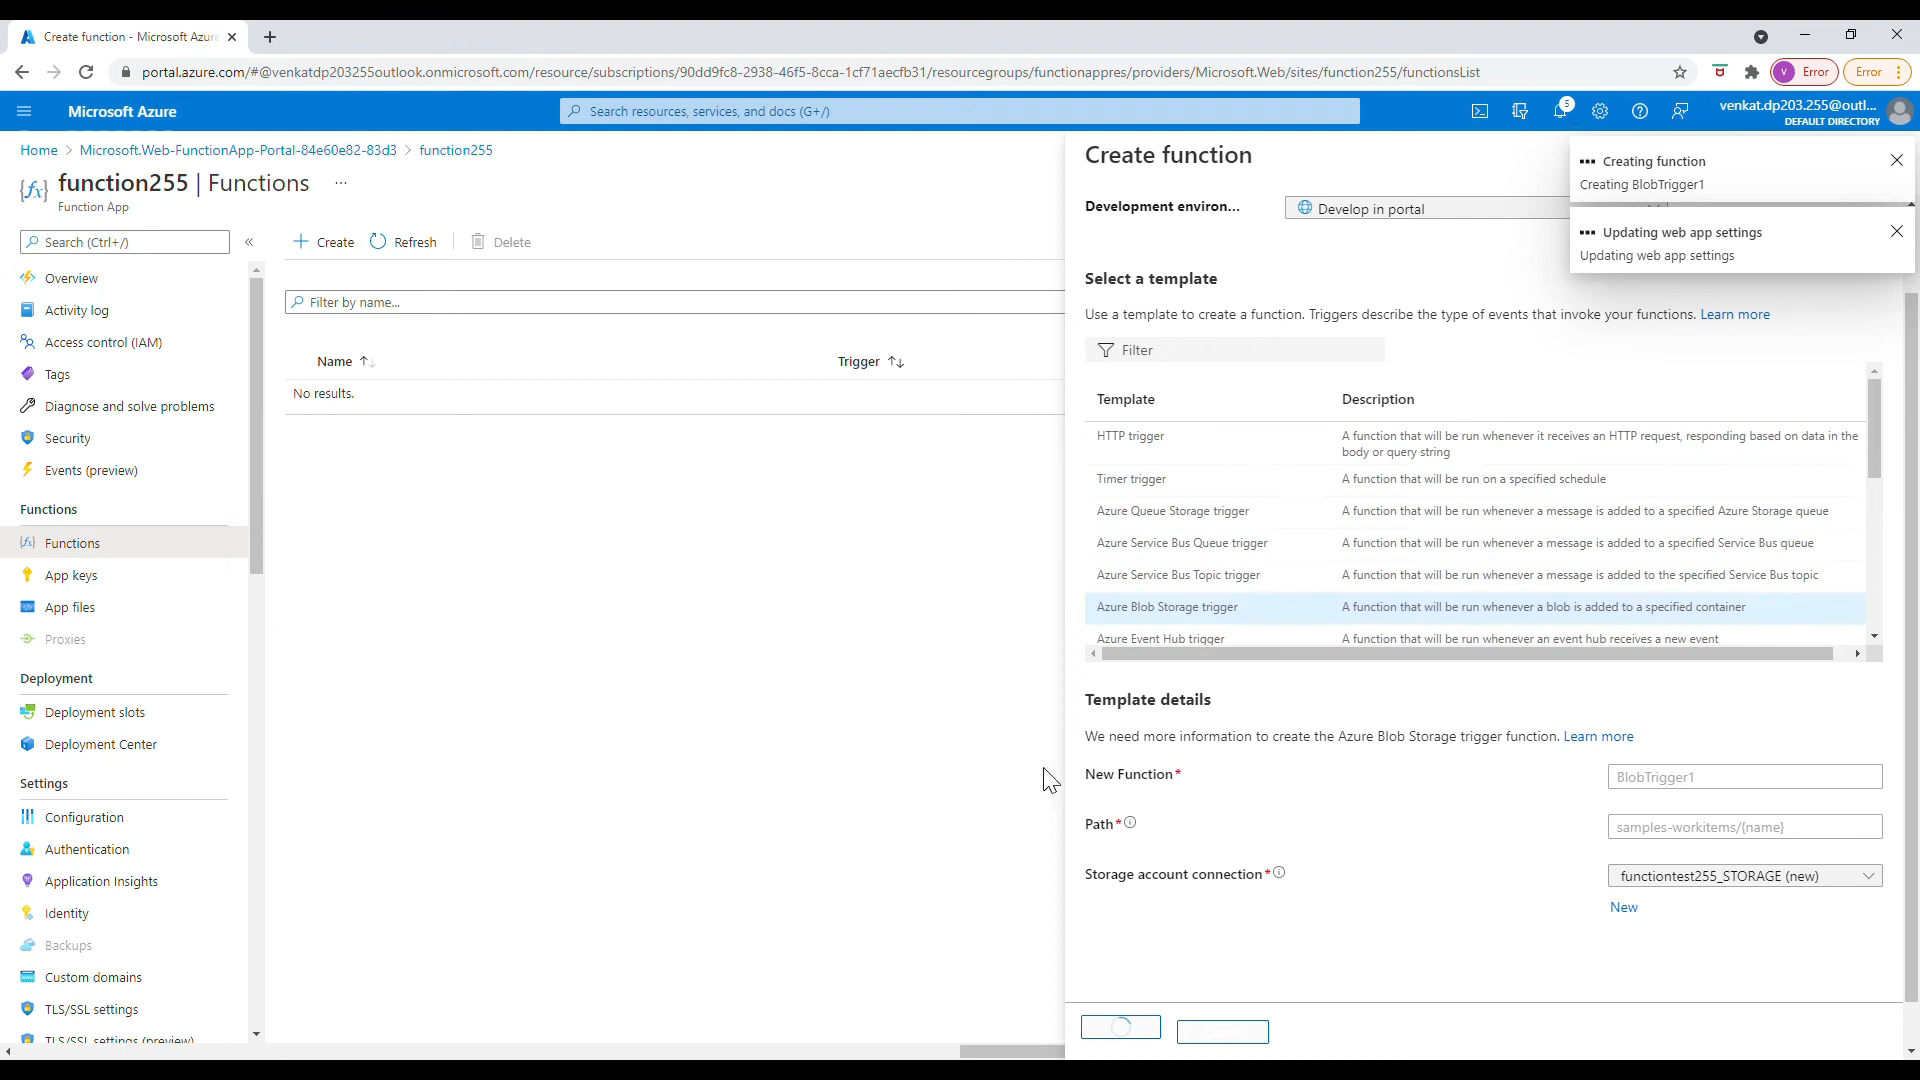 Create function - Microsoft Azur
portal.azure.com/#@venkatdp203255outlook.onmicrosoft.com/resource/subscriptions/90dd9fc8-2938-46f5-8cca-1cf71aecfb31/resourcegroups/functionappres/providers/Microsoft.Web/sites/function255/functionsList
V Error
Error
Microsoft Azure
Search resources, services, and docs (G+/)
5
venkat.dp203.255@outl...
DEFAULT DIRECTORY
Home > Microsoft.Web-FunctionApp-Portal-84e60e82-83d3 > function255
function255 | Functions ...
Function App
Search (Ctrl+/)
«
Overview
Activity log
Access control (IAM)
Tags
Diagnose and solve problems
Security
Events (preview)
Functions
Functions
App keys
App files
Proxies
Deployment
Deployment slots
Deployment Center
Settings
Configuration
Authentication
Application Insights
Identity
Backups
Custom domains
TLS/SSL settings
TLS/SSL settings (preview)
Create Refresh Delete
Filter by name...
Name Trigger
No results.
Create function
Development environ...
Develop in portal
Creating function
Creating BlobTrigger1
Updating web app settings
Updating web app settings
Select a template
Use a template to create a function. Triggers describe the type of events that invoke your functions. Learn more
Filter
Template Description
HTTP trigger A function that will be run whenever it receives an HTTP request, responding based on data in the
body or query string
Timer trigger A function that will be run on a specified schedule
Azure Queue Storage trigger A function that will be run whenever a message is added to a specified Azure Storage queue
Azure Service Bus Queue trigger A function that will be run whenever a message is added to a specified Service Bus queue
Azure Service Bus Topic trigger A function that will be run whenever a message is added to the specified Service Bus topic
Azure Blob Storage trigger A function that will be run whenever a blob is added to a specified container
Azure Event Hub trigger A function that will be run whenever an event hub receives a new event
Template details
We need more information to create the Azure Blob Storage trigger function. Learn more
New Function*
BlobTrigger1
Path*
samples-workitems/{name}
Storage account connection*
functiontest255_STORAGE (new)
New